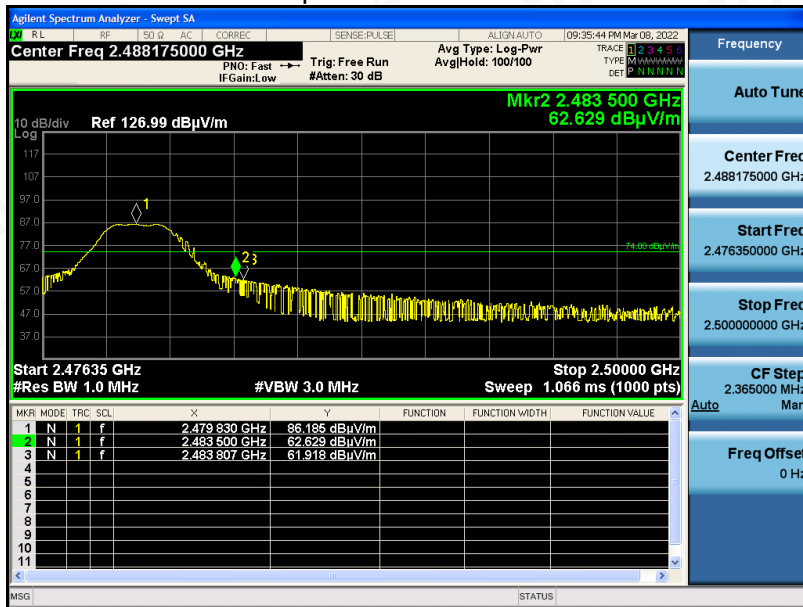 Agilent Spectrum Analyzer - Swept SA
LXI RL RF 50 Ω AC CORREC SENSE:PULSE ALIGN AUTO 09:35:44 PM Mar 08, 2022
Center Freq 2.488175000 GHz
PNO: Fast
IFGain:Low
Trig: Free Run
#Atten: 30 dB
Avg Type: Log-Pwr
Avg|Hold: 100/100
TRACE 1 2 3 4 5 6
TYPE M W W W W W
DET P N N N N N
Mkr2 2.483 500 GHz
62.629 dBµV/m
10 dB/div Ref 126.99 dBµV/m
Log
117
107
97.0
87.0
77.0
67.0
57.0
47.0
37.0
1
2 3
74.00 dBµV/m
Start 2.47635 GHz Stop 2.50000 GHz
#Res BW 1.0 MHz #VBW 3.0 MHz Sweep 1.066 ms (1000 pts)
MKR MODE TRC SCL X Y FUNCTION FUNCTION WIDTH FUNCTION VALUE
1 N 1 f 2.479 830 GHz 86.185 dBµV/m
2 N 1 f 2.483 500 GHz 62.629 dBµV/m
3 N 1 f 2.483 807 GHz 61.918 dBµV/m
4
5
6
7
8
9
10
11
MSG STATUS
Frequency
Auto Tune
Center Freq
2.488175000 GHz
Start Freq
2.476350000 GHz
Stop Freq
2.500000000 GHz
CF Step
2.365000 MHz
Auto Man
Freq Offset
0 Hz